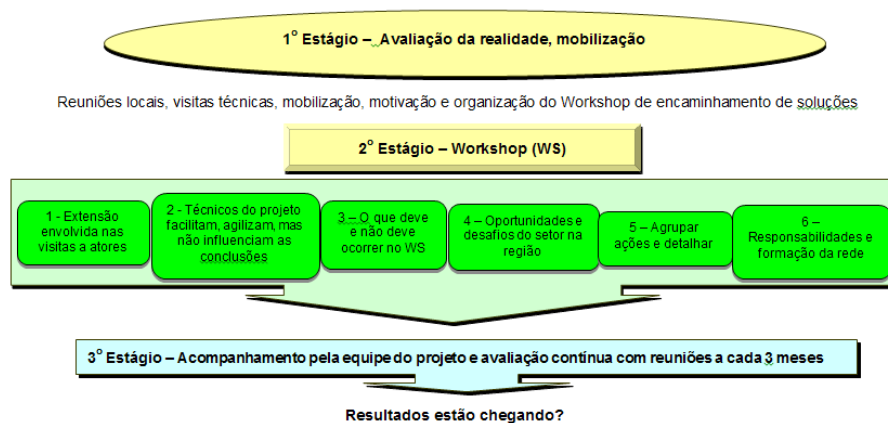 1º Estágio – Avaliação da realidade, mobilização
Reuniões locais, visitas técnicas, mobilização, motivação e organização do Workshop de encaminhamento de soluções
2º Estágio – Workshop (WS)
1 - Extensão
envolvida nas
visitas a atores
2 - Técnicos do projeto
facilitam, agilizam, mas
não influenciam as
conclusões
3 – O que deve
e não deve
ocorrer no WS
4 – Oportunidades e
desafios do setor na
região
5 – Agrupar
ações e detalhar
6 –
Responsabilidades e
formação da rede
3º Estágio – Acompanhamento pela equipe do projeto e avaliação contínua com reuniões a cada 3 meses
Resultados estão chegando?